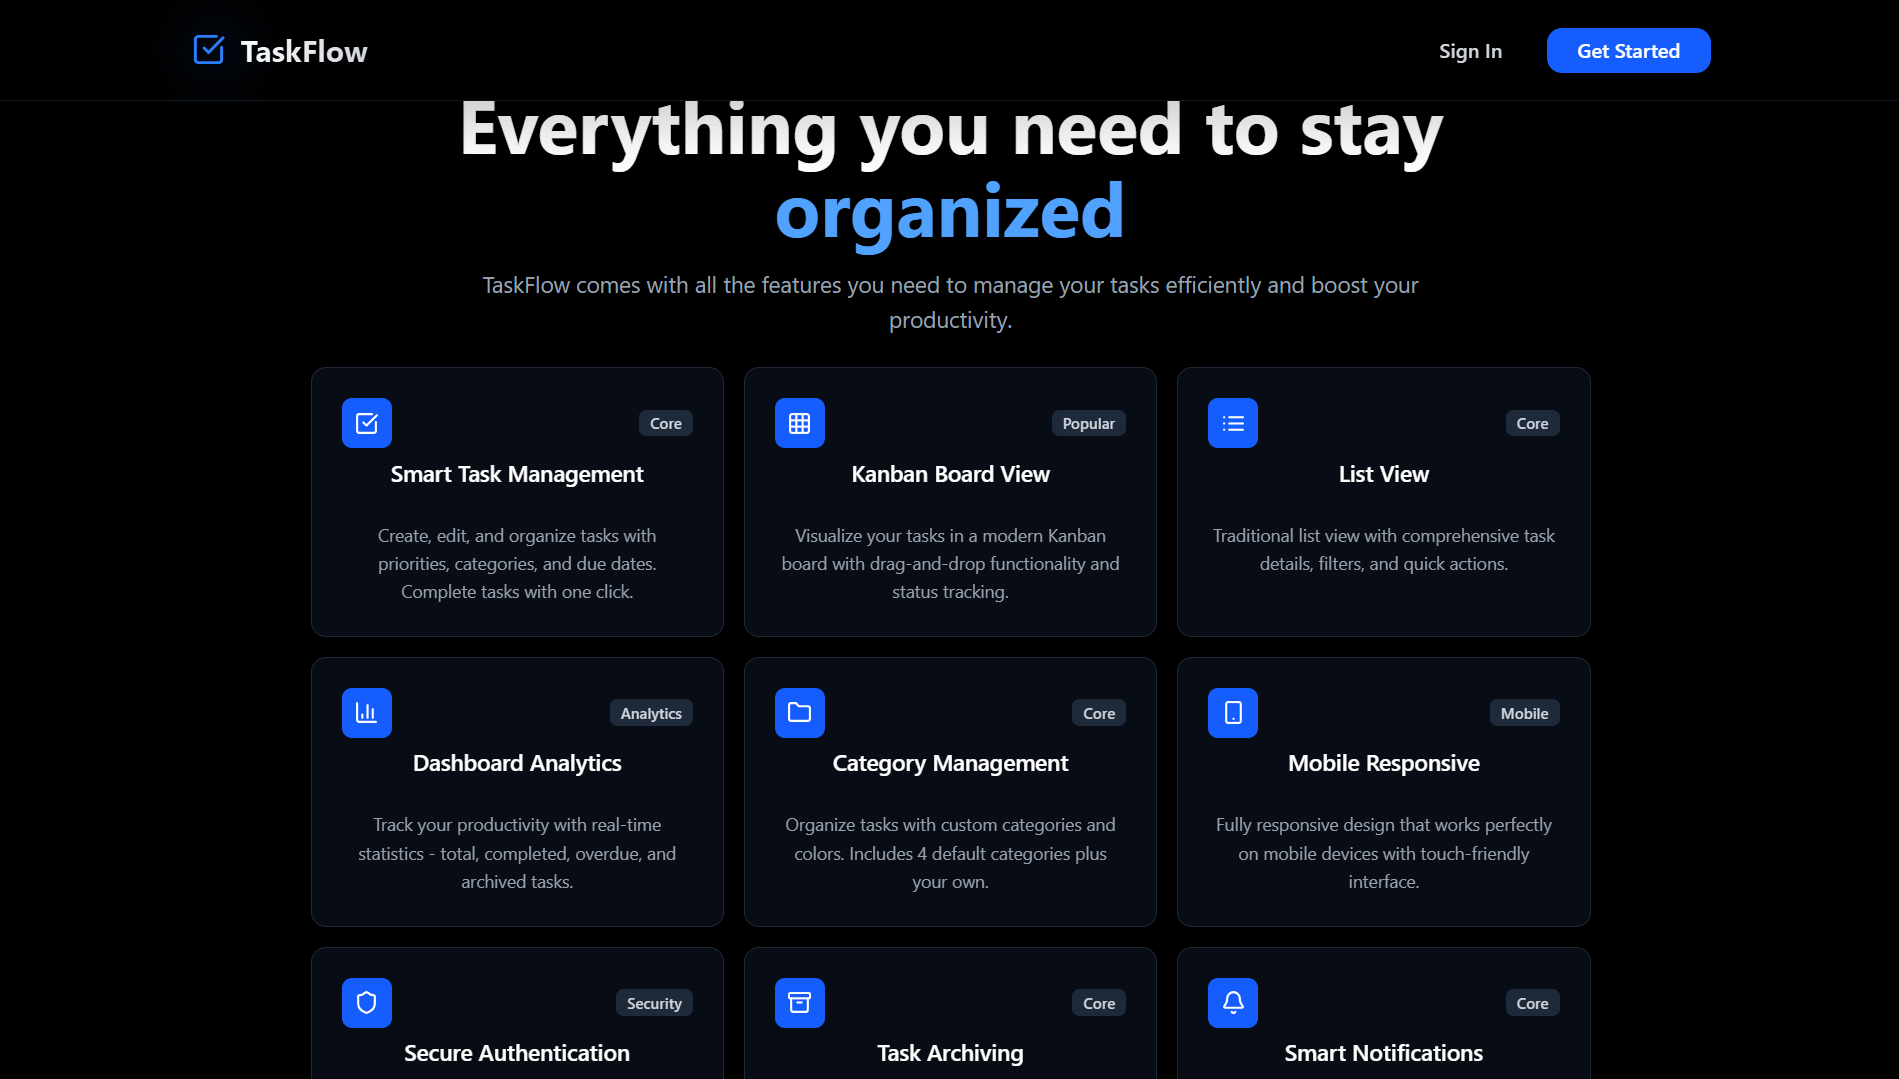 TaskFlow
Sign In
Get Started
Everything you need to stay
organized
TaskFlow comes with all the features you need to manage your tasks efficiently and boost your
productivity.
Core
Smart Task Management
Create, edit, and organize tasks with
priorities, categories, and due dates.
Complete tasks with one click.
Popular
Kanban Board View
Visualize your tasks in a modern Kanban
board with drag-and-drop functionality and
status tracking.
Core
List View
Traditional list view with comprehensive task
details, filters, and quick actions.
Analytics
Dashboard Analytics
Track your productivity with real-time
statistics - total, completed, overdue, and
archived tasks.
Core
Category Management
Organize tasks with custom categories and
colors. Includes 4 default categories plus
your own.
Mobile
Mobile Responsive
Fully responsive design that works perfectly
on mobile devices with touch-friendly
interface.
Security
Secure Authentication
Core
Task Archiving
Core
Smart Notifications